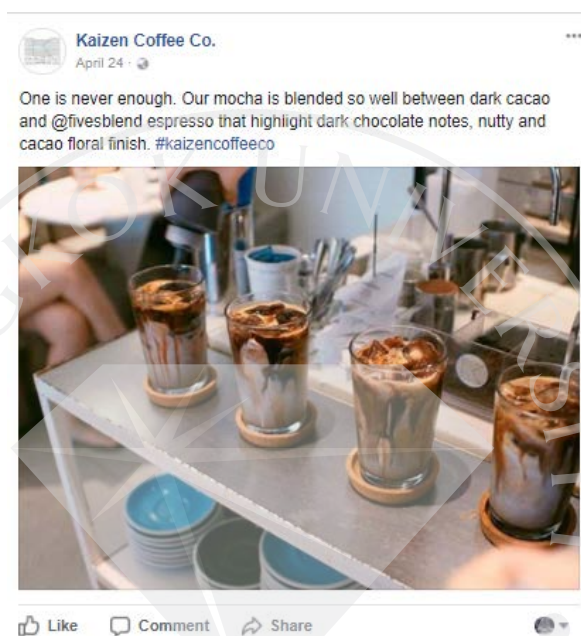 Kaizen Coffee Co.
April 24 ·
One is never enough. Our mocha is blended so well between dark cacao
and @fivesblend espresso that highlight dark chocolate notes, nutty and
cacao floral finish. #kaizencoffeeco
Like Comment Share